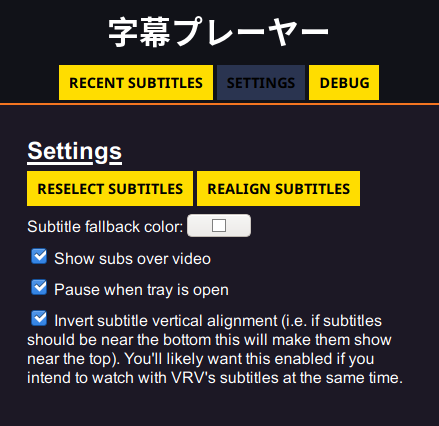 字幕プレーヤー
RECENT SUBTITLES SETTINGS DEBUG
Settings
RESELECT SUBTITLES REALIGN SUBTITLES
Subtitle fallback color:
Show subs over video
Pause when tray is open
Invert subtitle vertical alignment (i.e. if subtitles
should be near the bottom this will make them show
near the top). You'll likely want this enabled if you
intend to watch with VRV's subtitles at the same time.